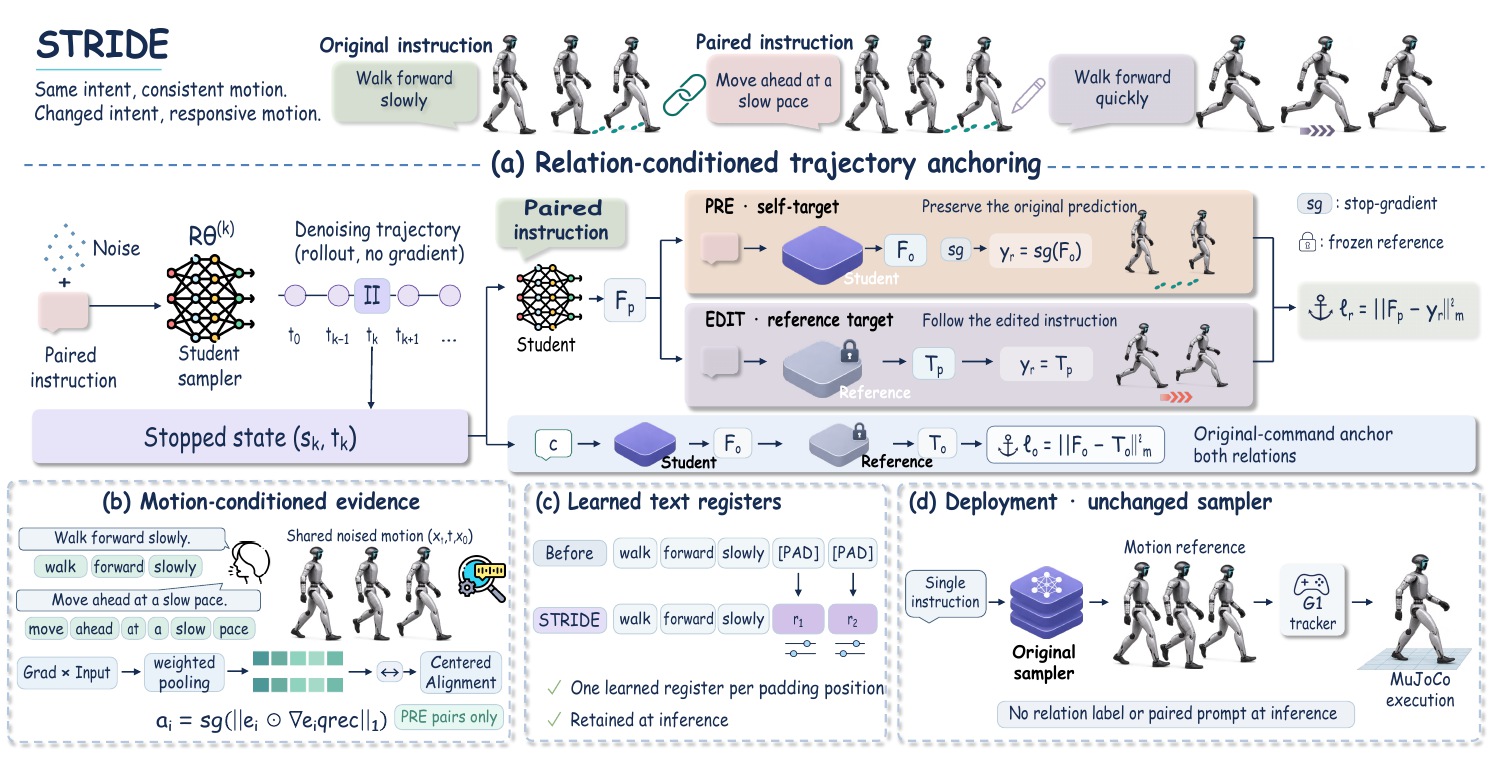 STRIDE
Same intent, consistent motion.
Changed intent, responsive motion.
Original instruction
Walk forward
slowly
Paired instruction
Move ahead at a
slow pace
Walk forward
quickly
(a) Relation-conditioned trajectory anchoring
Noise
+
Paired
instruction
Rθ⁽ᵏ⁾
Student
sampler
Denoising trajectory
(rollout, no gradient)
II
t₀ tₖ₋₁ tₖ tₖ₊₁ ...
Stopped state (sₖ, tₖ)
Paired
instruction
Student
Fₚ
PRE · self-target
Preserve the original prediction
Student
Fₒ
sg
yᵣ = sg(Fₒ)
EDIT · reference target
Follow the edited instruction
Reference
Tₚ
yᵣ = Tₚ
sg : stop-gradient
: frozen reference
ℓᵣ = ||Fₚ − yᵣ||²ₘ
c
Student
Fₒ
Reference
Tₒ
ℓₒ = ||Fₒ − Tₒ||²ₘ
Original-command anchor
both relations
(b) Motion-conditioned evidence
Walk forward slowly.
walk forward slowly
Move ahead at a slow pace.
move ahead at a slow pace
Shared noised motion (xₜ,t,x₀)
Grad × Input
weighted
pooling
↔
Centered
Alignment
aᵢ = sg(||eᵢ ⊙ ∇eᵢqrec||₁)
PRE pairs only
(c) Learned text registers
Before walk forward slowly [PAD] [PAD]
STRIDE walk forward slowly r₁ r₂
✓ One learned register per padding position
✓ Retained at inference
(d) Deployment · unchanged sampler
Single
instruction
Original
sampler
Motion reference
G1
tracker
MuJoCo
execution
No relation label or paired prompt at inference